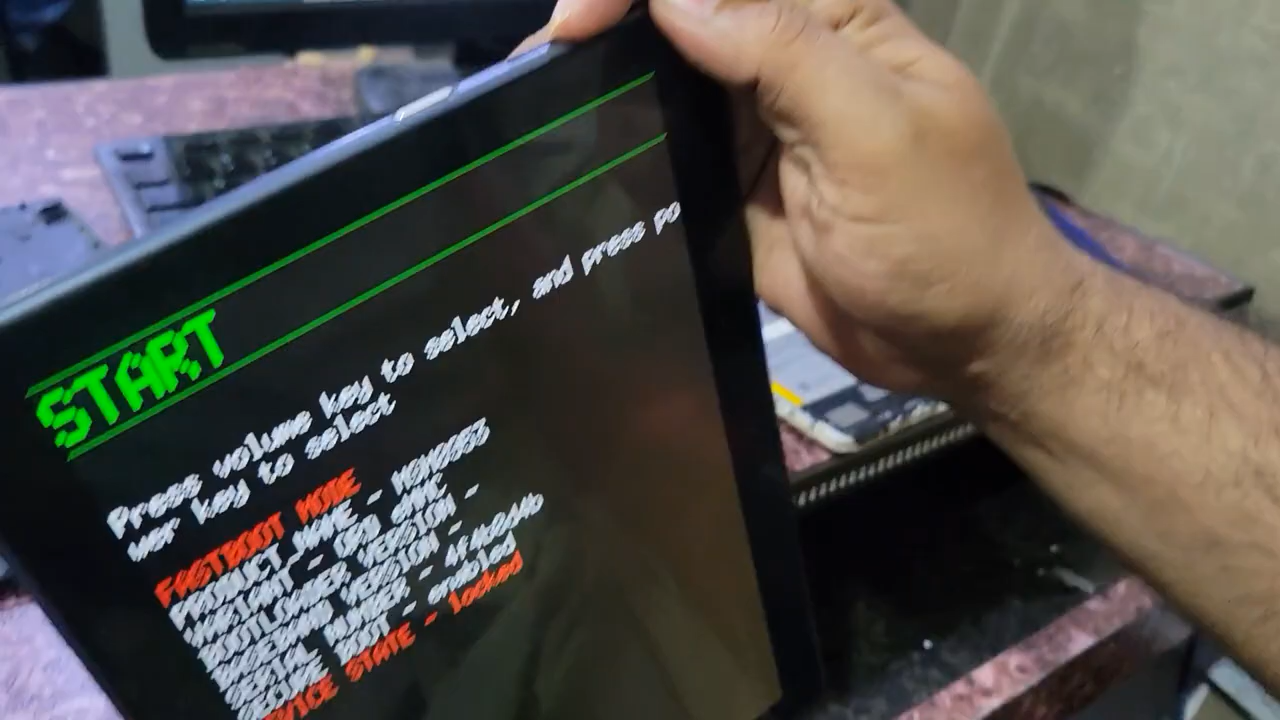 START
Press volume key to select, and press po
wer key to select
FASTBOOT MODE
PRODUCT_NAME -
VARIANT -
BOOTLOADER VERSION -
BASEBAND VERSION -
SERIAL NUMBER -
SECURE BOOT - enabled
DEVICE STATE - locked